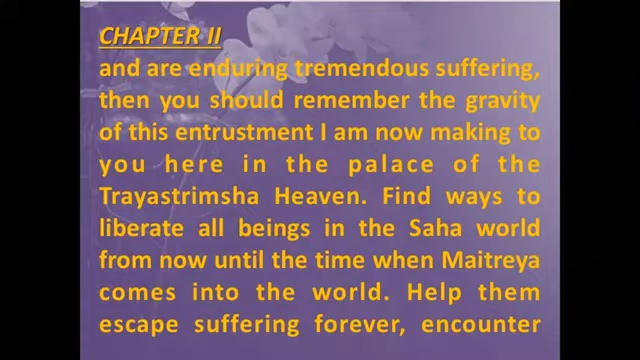 CHAPTER II
and are enduring tremendous suffering,
then you should remember the gravity
of this entrustment I am now making to
you here in the palace of the
Trayastrimsha Heaven. Find ways to
liberate all beings in the Saha world
from now until the time when Maitreya
comes into the world. Help them
escape suffering forever, encounter